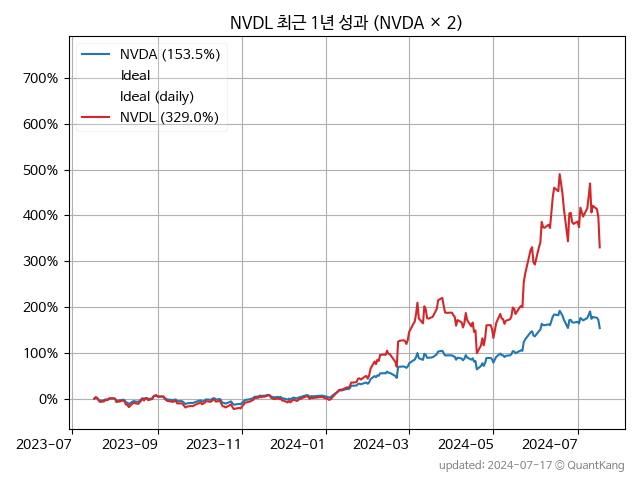 NVDL 최근 1년 성과 (NVDA × 2)
NVDA (153.5%)
Ideal
Ideal (daily)
NVDL (329.0%)
700%
600%
500%
400%
300%
200%
100%
0%
2023-07 2023-09 2023-11 2024-01 2024-03 2024-05 2024-07
updated: 2024-07-17 © QuantKang